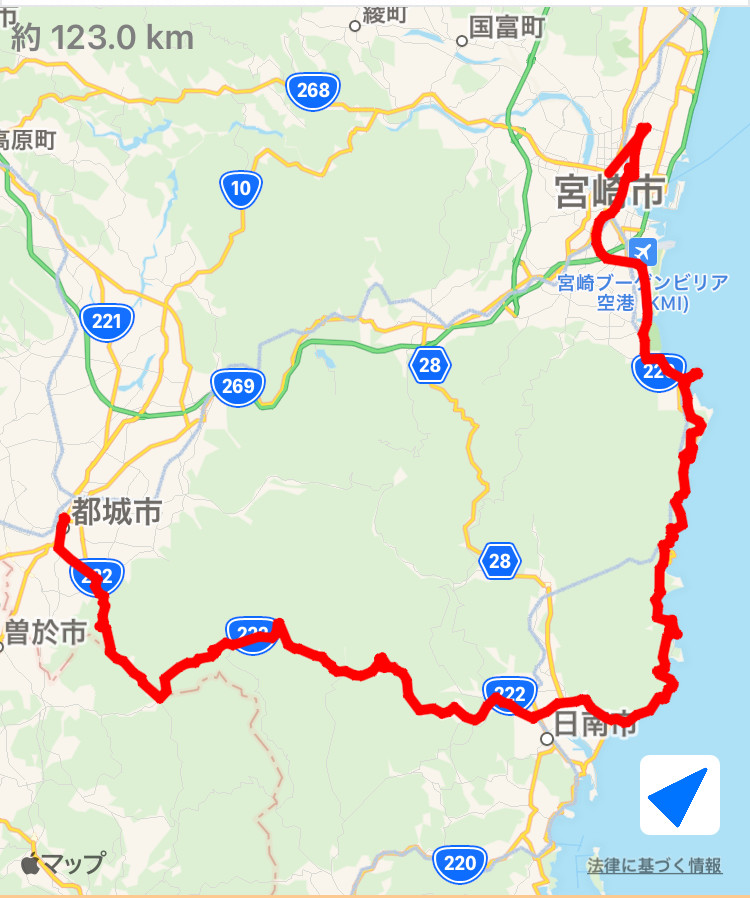 市
綾町
約 123.0 km
国富町
268
高原町
10
宮崎市
宮崎ブーゲンビリア
空港 (KMI)
221
28
220
269
都城市
28
222
曽於市
222
222
日南市
220
マップ
法律に基づく情報